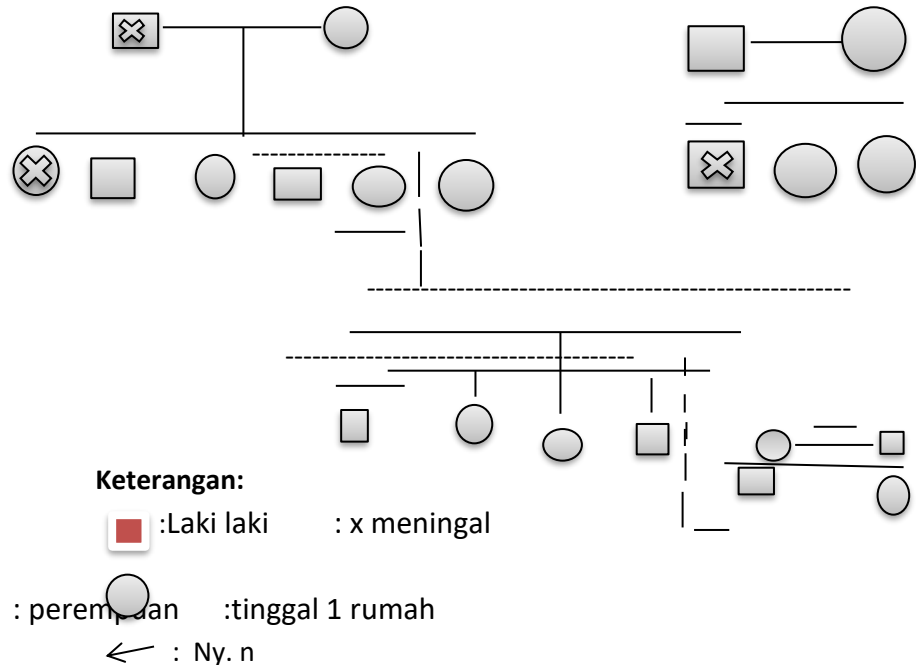 Keterangan:
:Laki laki : x meningal
: perempuan :tinggal 1 rumah
: Ny. n